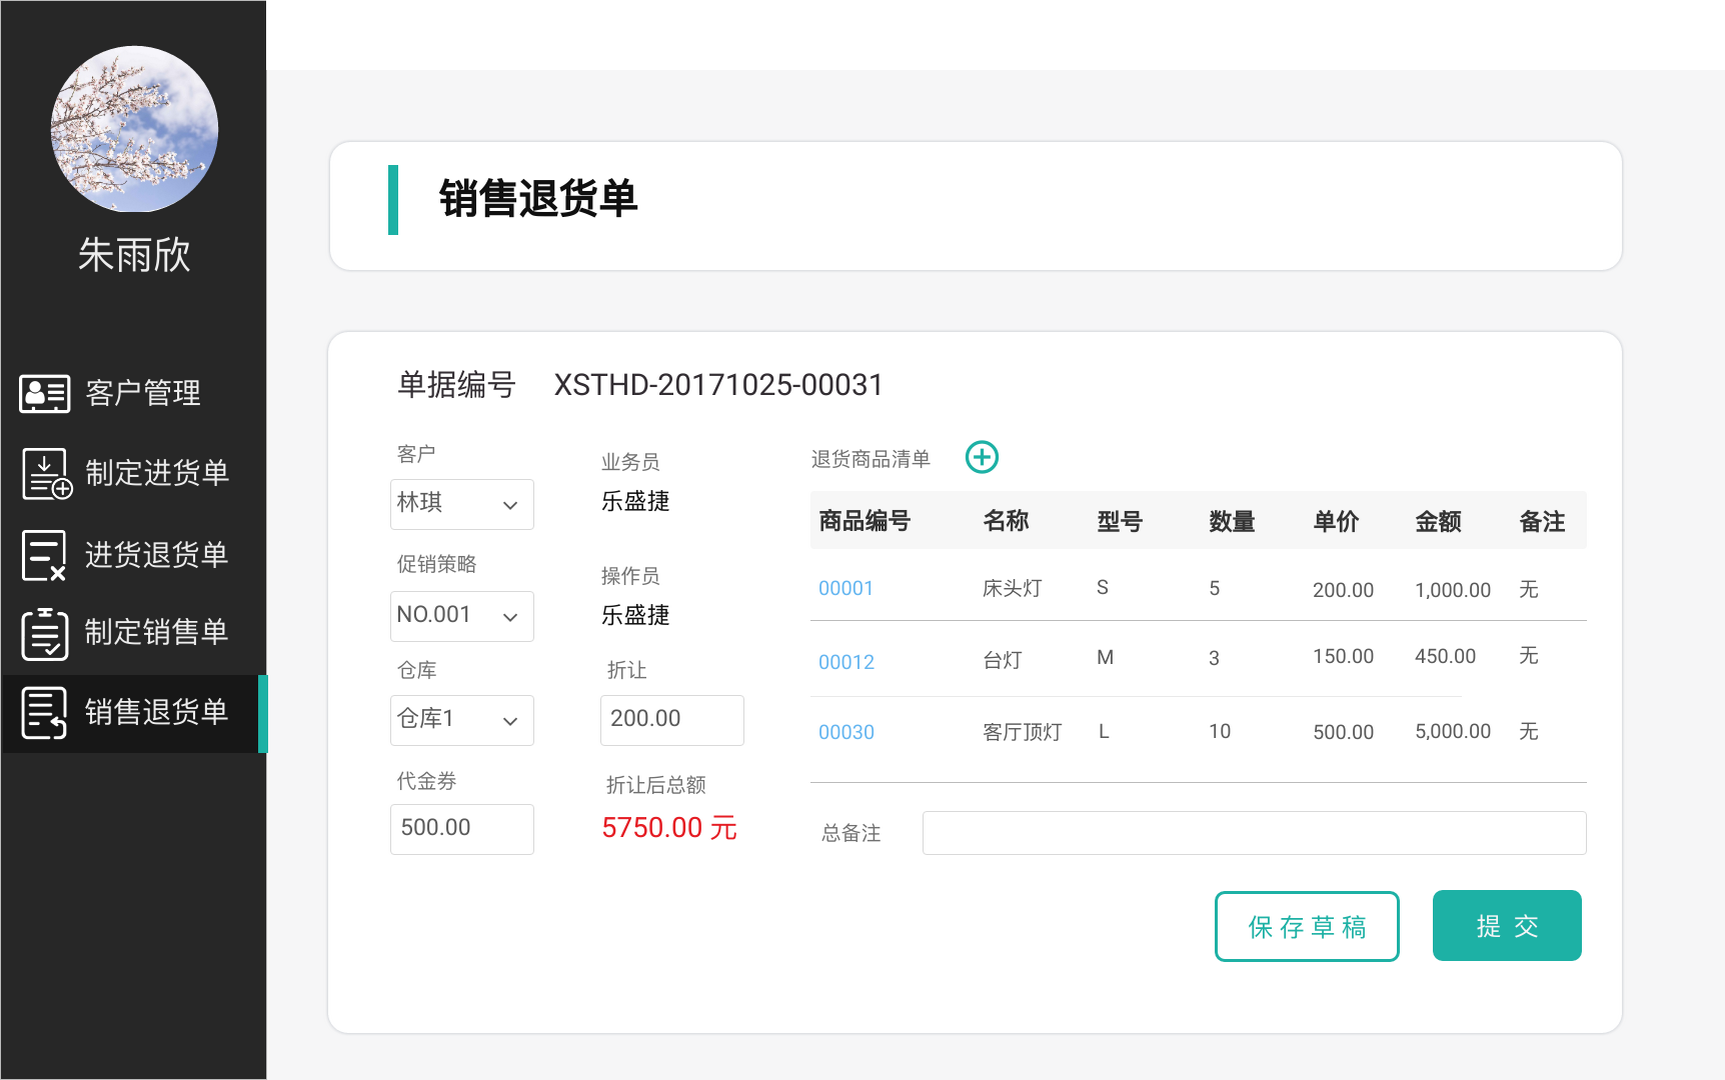 朱雨欣
客户管理
制定进货单
进货退货单
制定销售单
销售退货单
销售退货单
单据编号 XSTHD-20171025-00031
客户
林琪
促销策略
NO.001
仓库
仓库1
代金券
500.00
业务员
乐盛捷
操作员
乐盛捷
折让
200.00
折让后总额
5750.00 元
退货商品清单
商品编号 名称 型号 数量 单价 金额 备注
00001 床头灯 S 5 200.00 1,000.00 无
00012 台灯 M 3 150.00 450.00 无
00030 客厅顶灯 L 10 500.00 5,000.00 无
总备注
保存草稿 提交